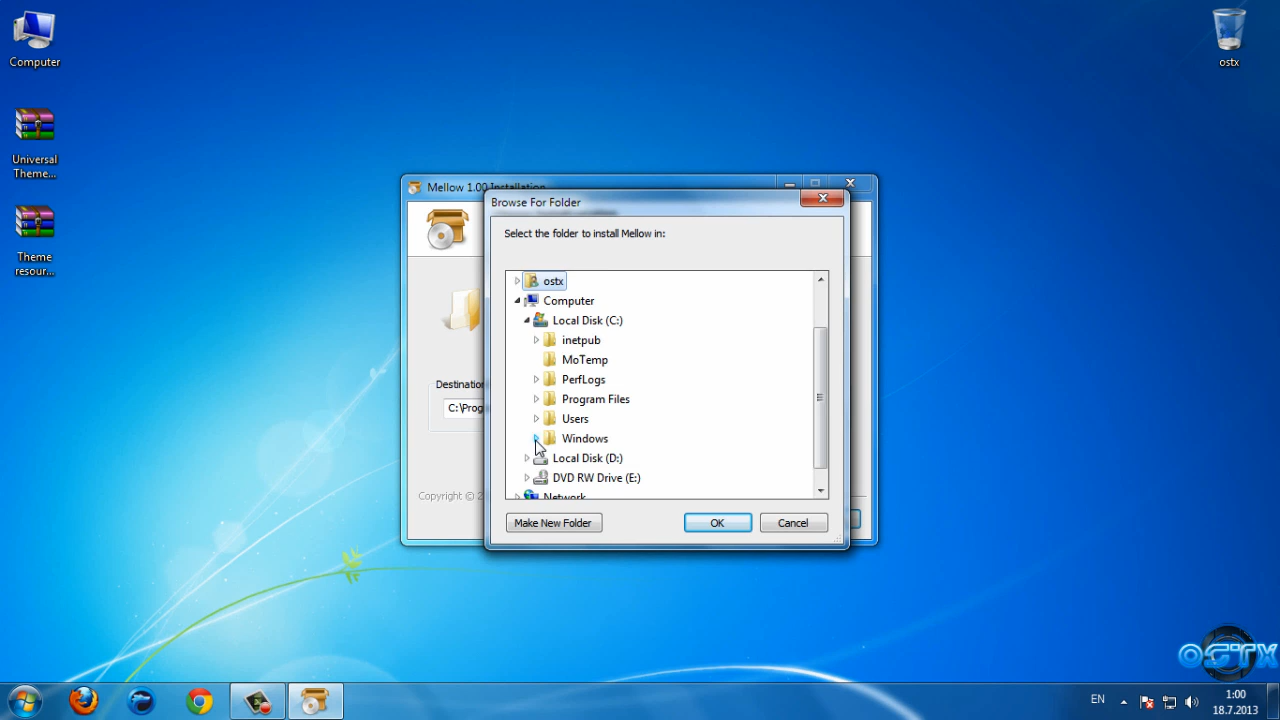 Computer
ostx
Universal
Theme...
Theme
resour...
Mellow 1.00 Installation
Browse For Folder
Select the folder to install Mellow in:
ostx
Computer
Local Disk (C:)
inetpub
MoTemp
PerfLogs
Program Files
Users
Windows
Local Disk (D:)
DVD RW Drive (E:)
Network
Destination
C:\Prog
Copyright © 2
Make New Folder
OK
Cancel
OSTX
EN
1:00
18.7.2013